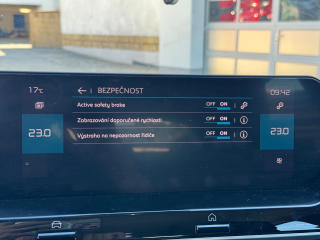 17°C
BEZPEČNOST
09:42
Active safety brake OFF ON
Zobrazování doporučené rychlosti OFF ON
Výstraha na nepozornost řidiče OFF ON
23.0
23.0